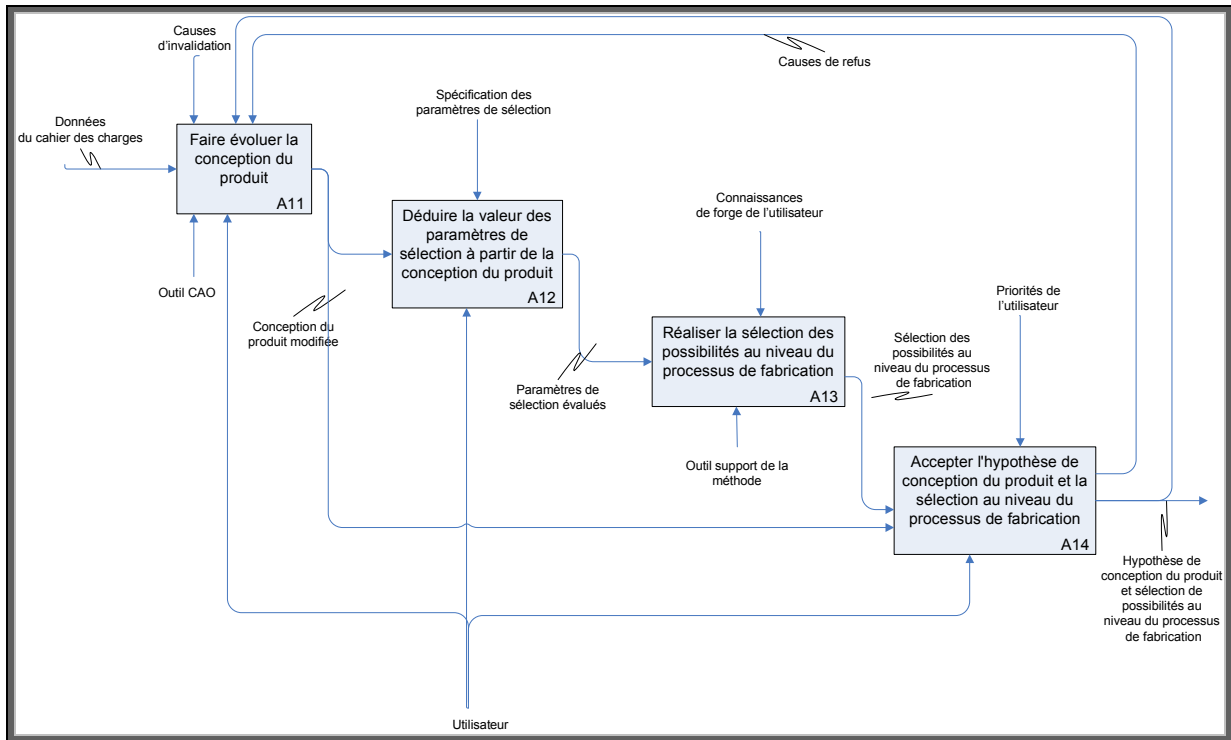 Causes
d'invalidation
Causes de refus
Données
du cahier des charges
Spécification des
paramètres de sélection
Faire évoluer la
conception du
produit
A11
Déduire la valeur des
paramètres de
sélection à partir de la
conception du produit
A12
Connaissances
de forge de l'utilisateur
Outil CAO
Conception du
produit modifiée
Priorités de
l'utilisateur
Réaliser la sélection des
possibilités au niveau du
processus de fabrication
A13
Sélection des
possibilités au
niveau du processus
de fabrication
Paramètres de
sélection évalués
Outil support de la
méthode
Accepter l'hypothèse de
conception du produit et la
sélection au niveau du
processus de fabrication
A14
Hypothèse de
conception du produit
et sélection de
possibilités au
niveau du processus
de fabrication
Utilisateur